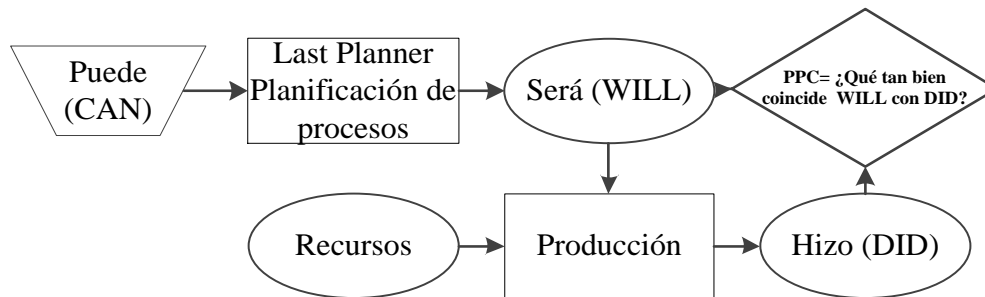 Puede
(CAN)
Last Planner
Planificación de
procesos
Será (WILL)
PPC= ¿Qué tan bien
coincide WILL con DID?
Recursos
Producción
Hizo (DID)